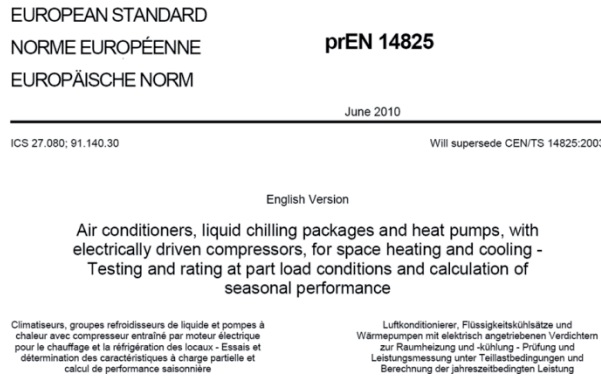 EUROPEAN STANDARD
NORME EUROPÉENNE
EUROPÄISCHE NORM
prEN 14825
June 2010
ICS 27.080; 91.140.30
Will supersede CEN/TS 14825:2003
English Version
Air conditioners, liquid chilling packages and heat pumps, with
electrically driven compressors, for space heating and cooling -
Testing and rating at part load conditions and calculation of
seasonal performance
Climatiseurs, groupes refroidisseurs de liquide et pompes à
chaleur avec compresseur entraîné par moteur électrique
pour le chauffage et la réfrigération des locaux - Essais et
détermination des caractéristiques à charge partielle et
calcul de performance saisonnière
Luftkonditionierer, Flüssigkeitskühlsätze und
Wärmepumpen mit elektrisch angetriebenen Verdichtern
zur Raumheizung und -kühlung - Prüfung und
Leistungsmessung unter Teillastbedingungen und
Berechnung der jahreszeitbedingten Leistung